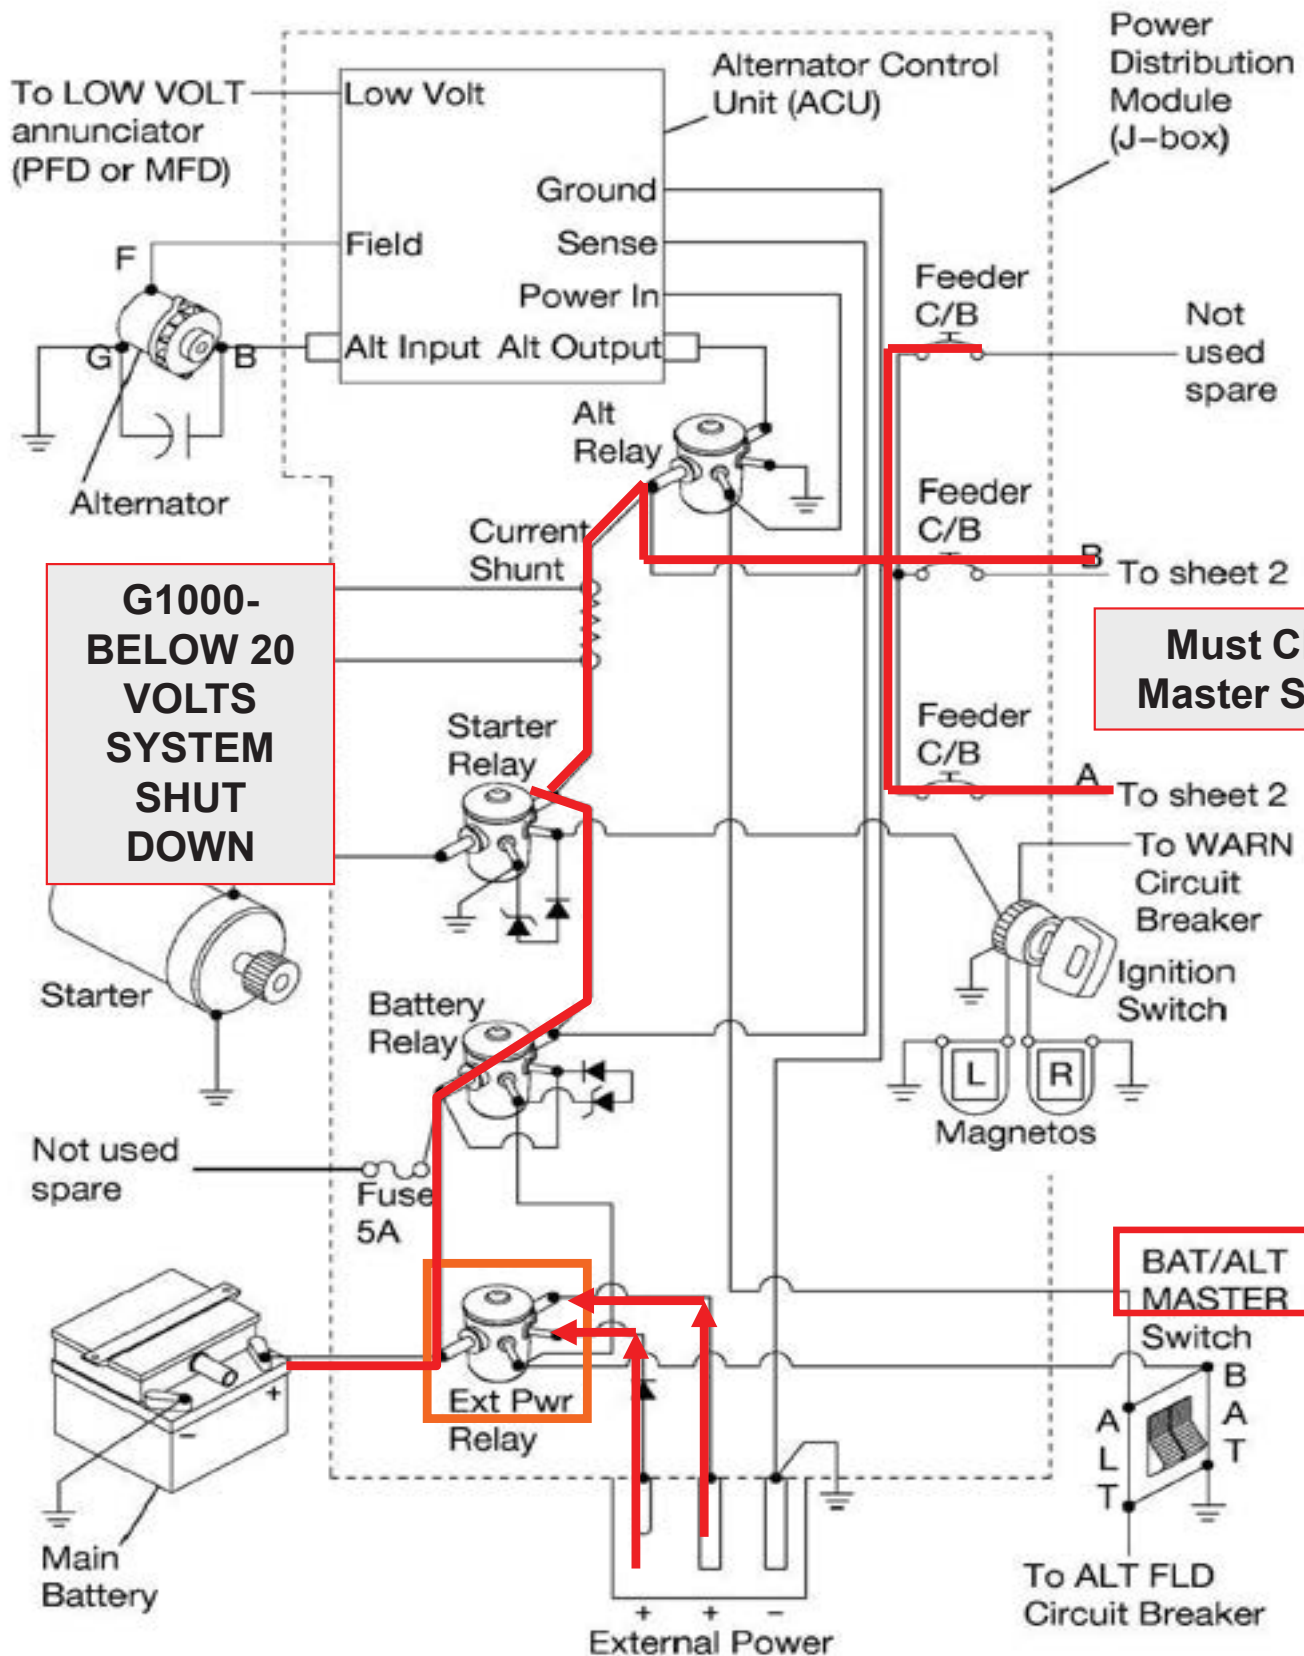 Power
Distribution
Module
(J-box)
Alternator Control
Unit (ACU)
To LOW VOLT
annunciator
(PFD or MFD)
Low Volt
Ground
Field
Sense
Power In
Alt Input
Alt Output
F
G
B
Alternator
Feeder
C/B
Not
used
spare
Alt
Relay
Feeder
C/B
B
To sheet 2
Current
Shunt
G1000-
BELOW 20
VOLTS
SYSTEM
SHUT
DOWN
Must C
Master S
Starter
Relay
Feeder
C/B
A
To sheet 2
To WARN
Circuit
Breaker
Ignition
Switch
Starter
Battery
Relay
L
R
Magnetos
Not used
spare
Fuse
5A
BAT/ALT
MASTER
Switch
Ext Pwr
Relay
+
−
A
L
T
B
A
T
Main
Battery
+
+
−
External Power
To ALT FLD
Circuit Breaker